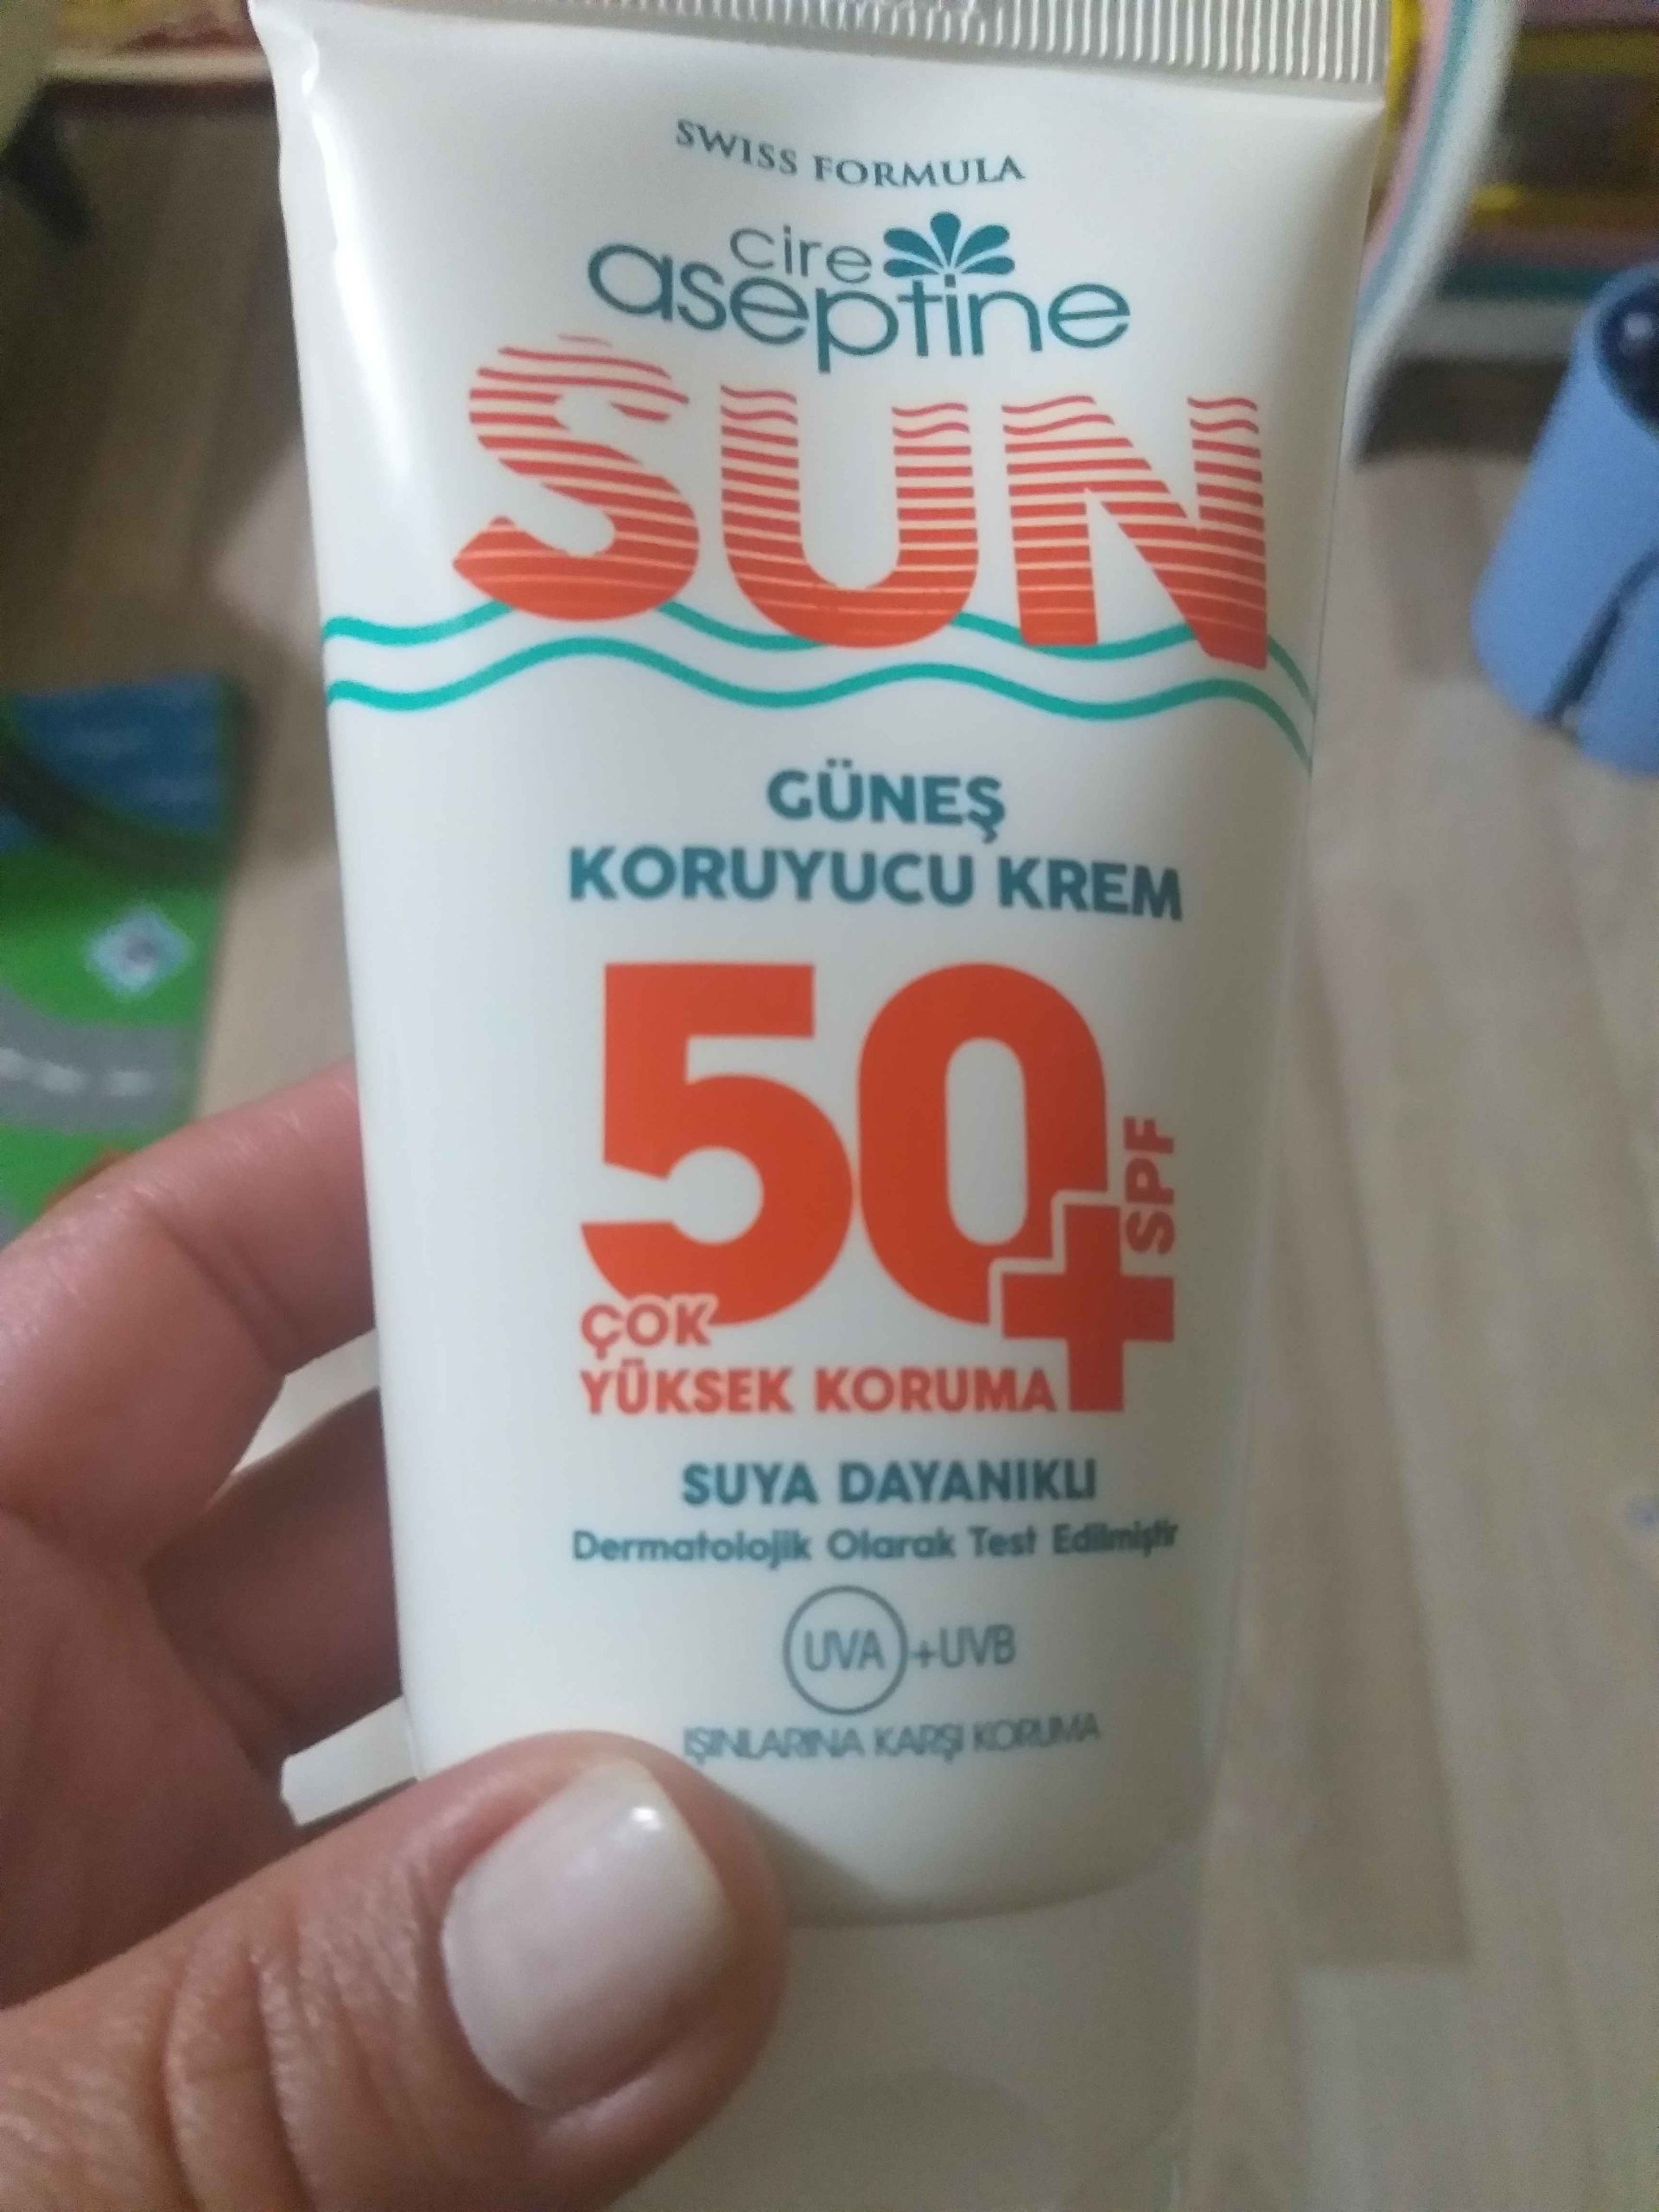 SWISS FORMULA
cire
aseptine
SUN
GÜNEŞ
KORUYUCU KREM
50+ SPF
ÇOK
YÜKSEK KORUMA
SUYA DAYANIKLI
Dermatolojik Olarak Test Edilmiştir
UVA+UVB
IŞINLARINA KARŞI KORUMA